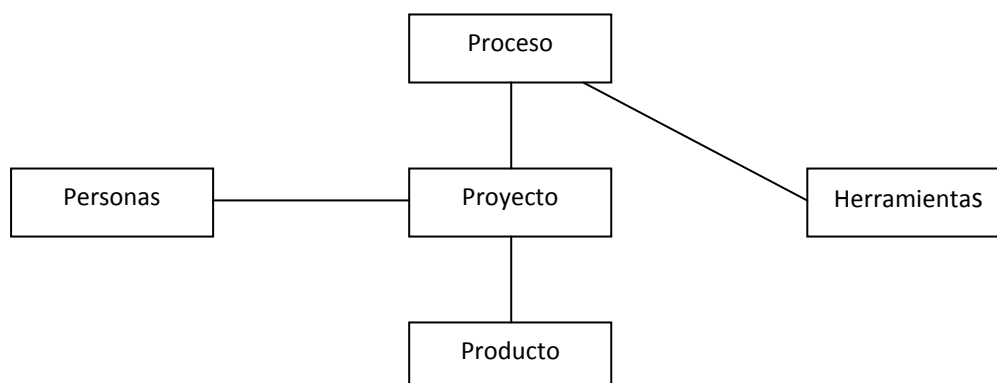 Proceso
Personas
Proyecto
Herramientas
Producto